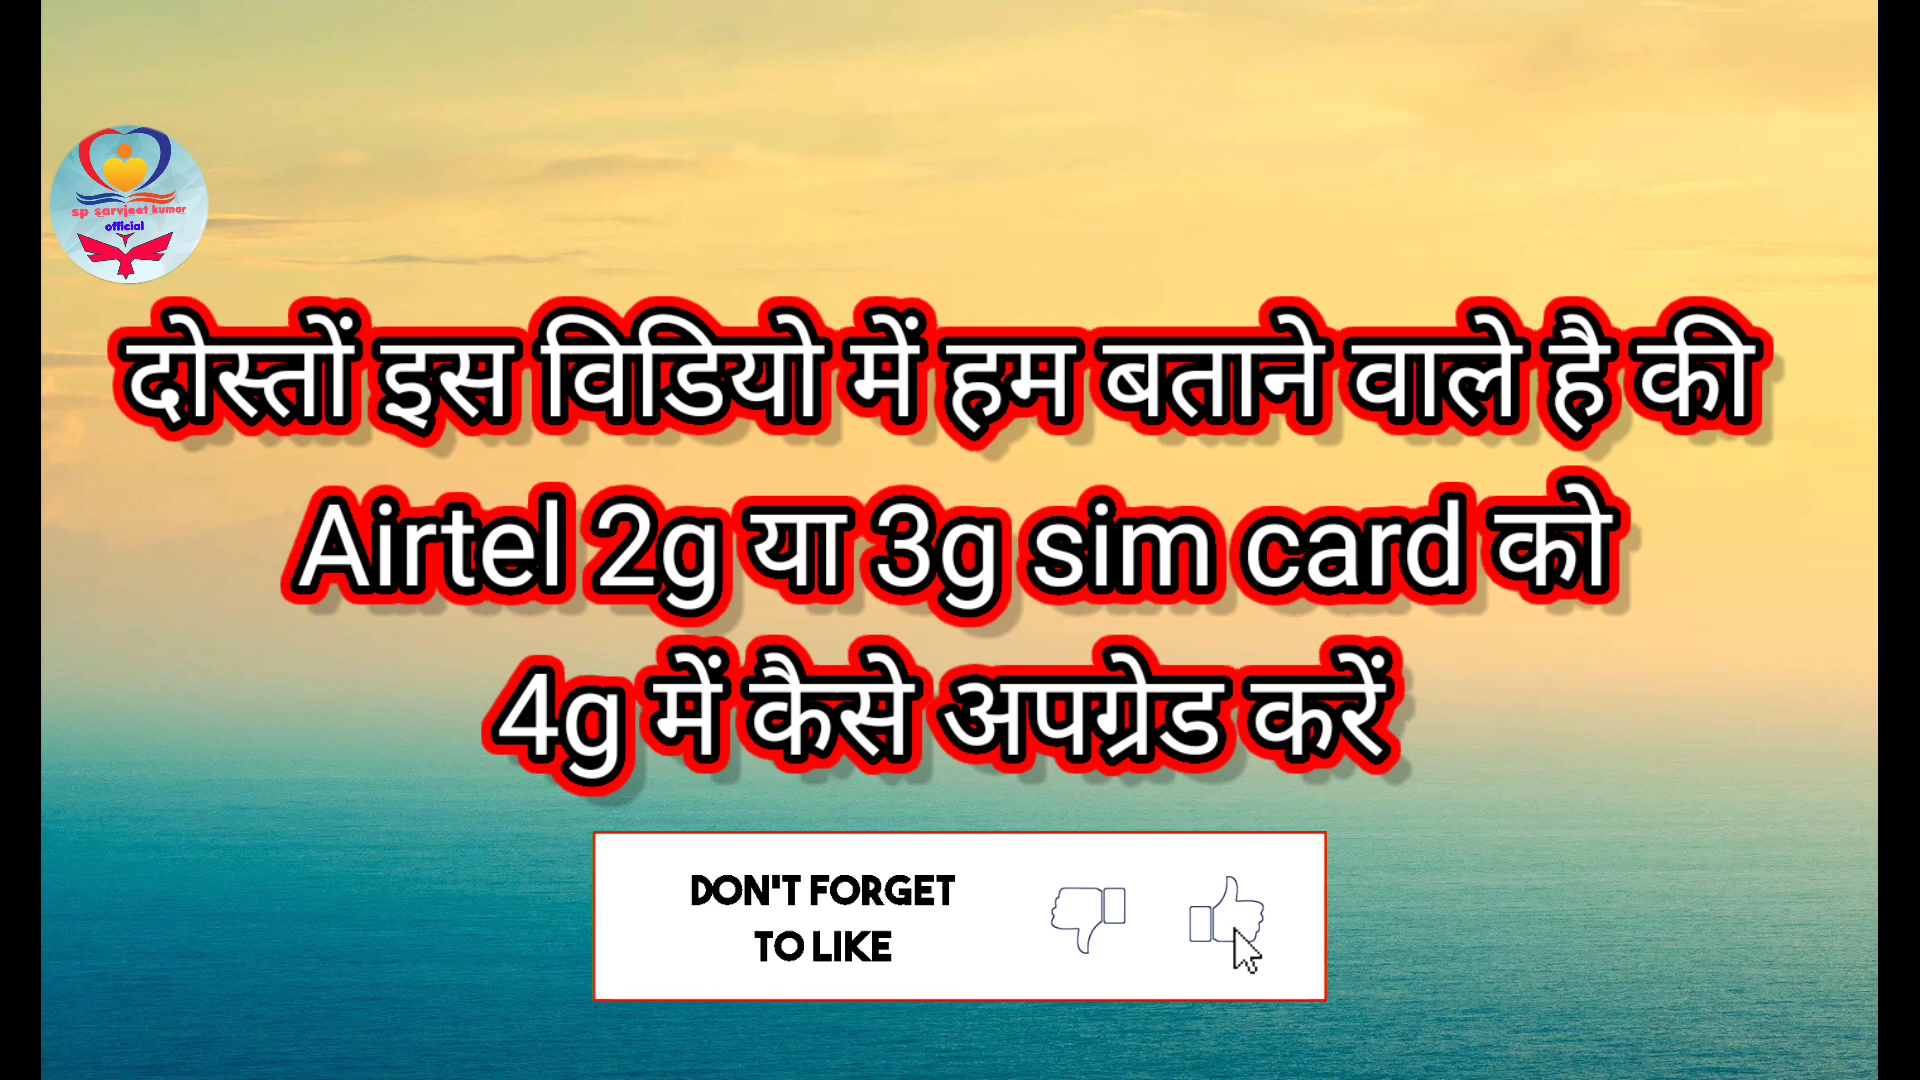 sp sarvjeet kumar
official
दोस्तों इस विडियो में हम बताने वाले है की
Airtel 2g या 3g sim card को
4g में कैसे अपग्रेड करें
DON'T FORGET
TO LIKE